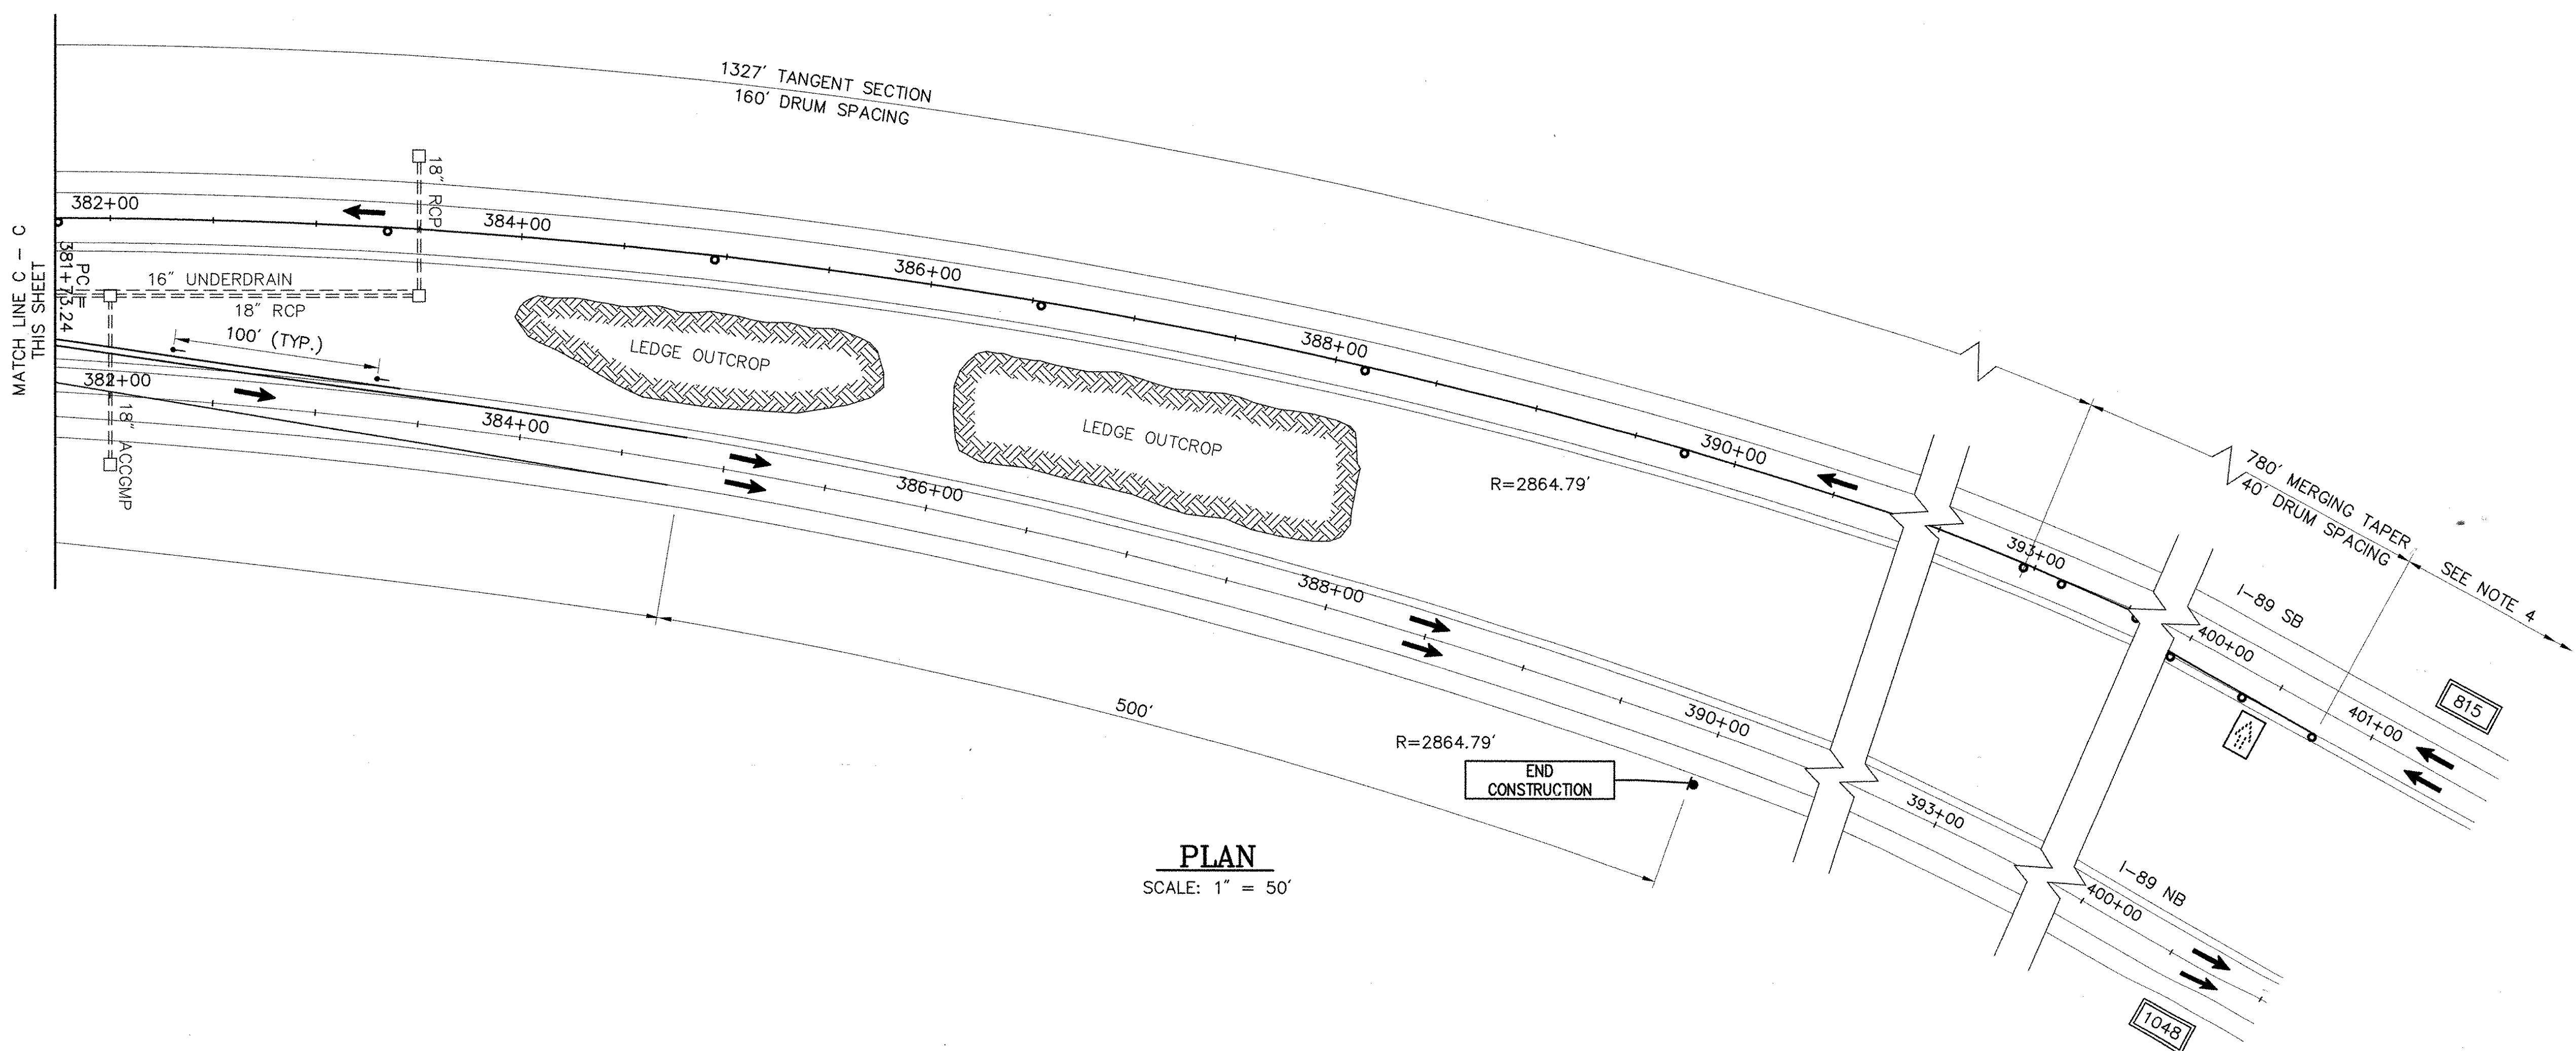 1327' TANGENT SECTION
160' DRUM SPACING
18" RCP
382+00
384+00
386+00
388+00
390+00
393+00
400+00
401+00
MATCH LINE C - C
THIS SHEET
PC =
381+73.24
16" UNDERDRAIN
18" RCP
100' (TYP.)
LEDGE OUTCROP
LEDGE OUTCROP
R=2864.79'
780' MERGING TAPER
40' DRUM SPACING
SEE NOTE 4
I-89 SB
815
382+00
18" ACCGMP
384+00
386+00
388+00
390+00
393+00
400+00
I-89 NB
1048
500'
R=2864.79'
END
CONSTRUCTION
PLAN
SCALE: 1" = 50'